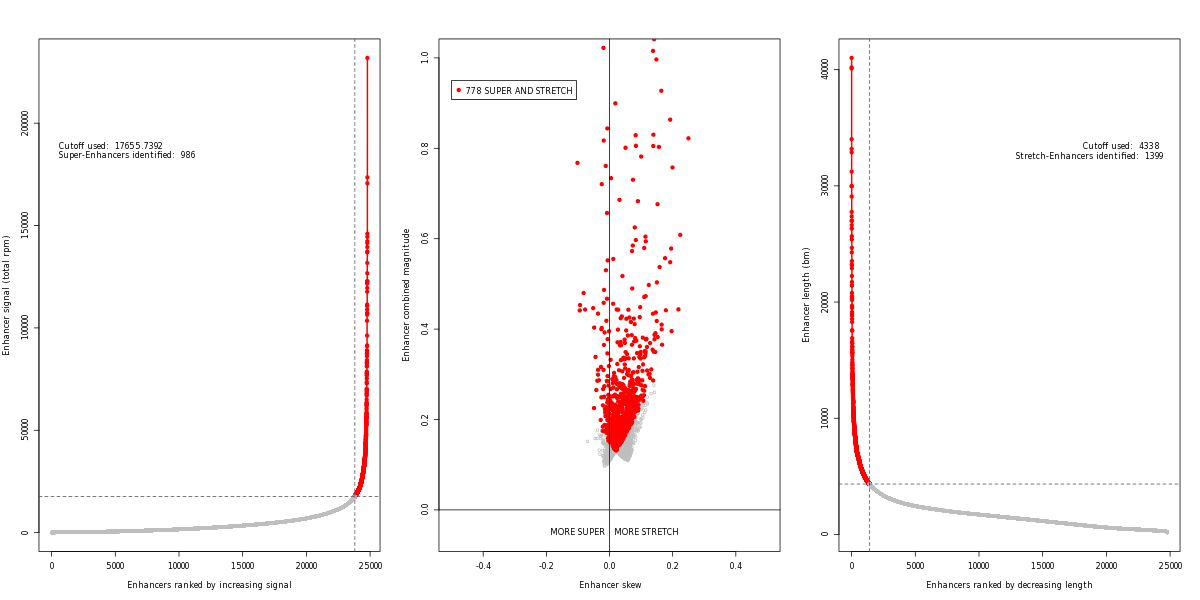 Cutoff used: 17655.7392
Super-Enhancers identified: 986
Enhancer signal (total rpm)
0
50000
100000
150000
200000
0
5000
10000
15000
20000
25000
Enhancers ranked by increasing signal
778 SUPER AND STRETCH
Enhancer combined magnitude
0.0
0.2
0.4
0.6
0.8
1.0
MORE SUPER
MORE STRETCH
-0.4
-0.2
0.0
0.2
0.4
Enhancer skew
Cutoff used: 4338
Stretch-Enhancers identified: 1399
Enhancer length (bm)
0
10000
20000
30000
40000
0
5000
10000
15000
20000
25000
Enhancers ranked by decreasing length